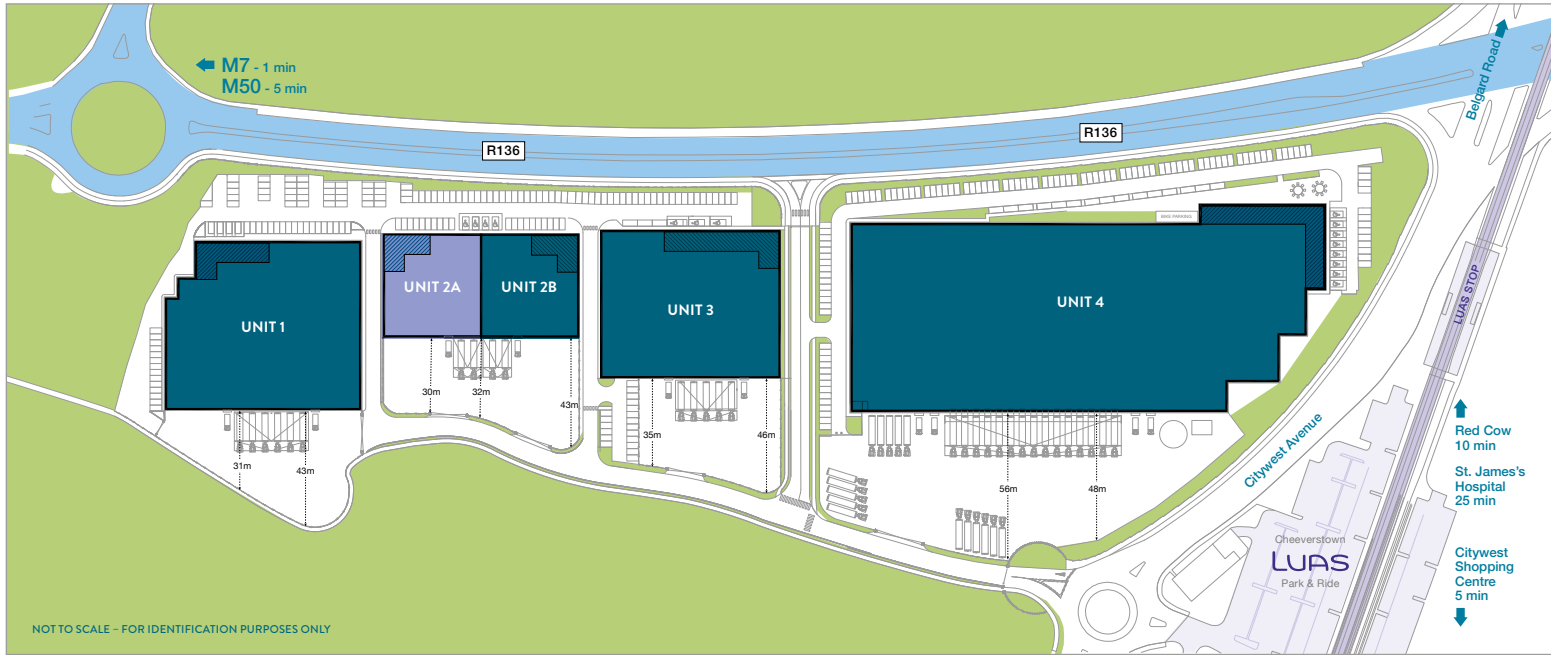 M7 - 1 min
M50 - 5 min
R136
R136
Belgard Road
BIKE PARKING
UNIT 1
UNIT 2A
UNIT 2B
UNIT 3
UNIT 4
LUAS STOP
30m
32m
43m
35m
46m
31m
43m
56m
48m
Citywest Avenue
Red Cow
10 min
St. James's
Hospital
25 min
Cheeverstown
LUAS
Park & Ride
Citywest
Shopping
Centre
5 min
NOT TO SCALE – FOR IDENTIFICATION PURPOSES ONLY